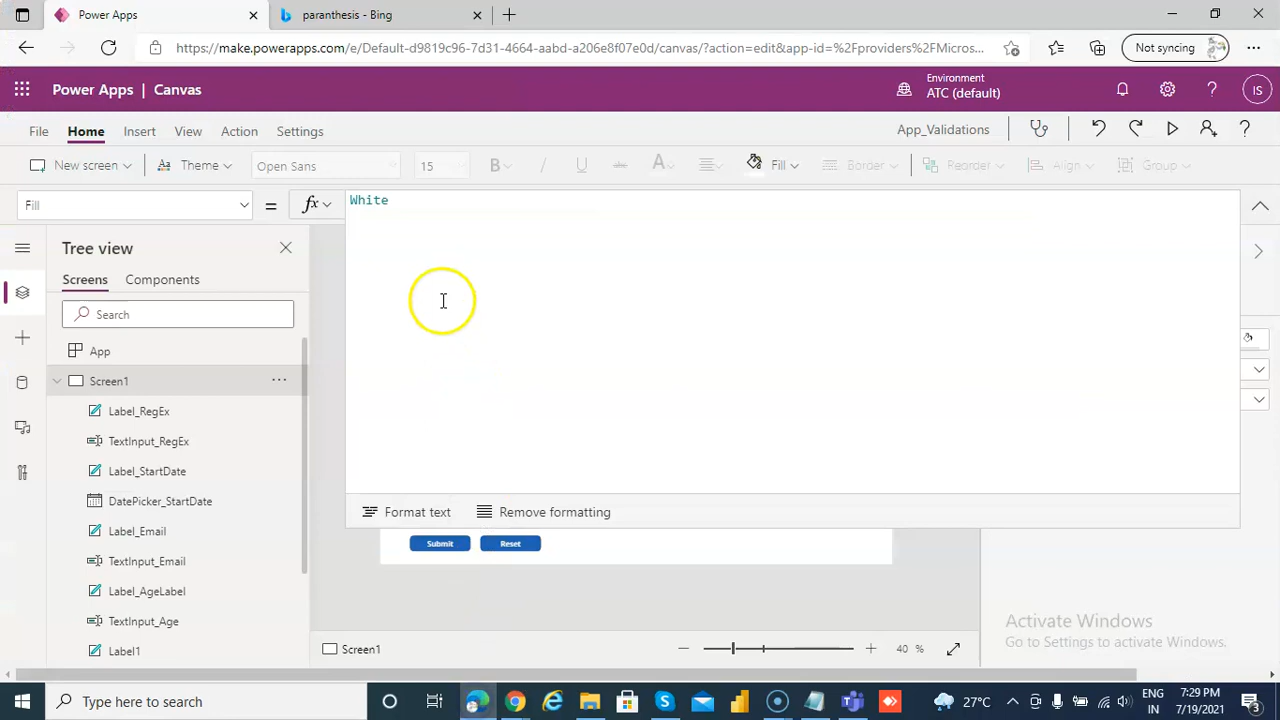 Power Apps
paranthesis - Bing
https://make.powerapps.com/e/Default-d9819c96-7d31-4664-aabd-a206e8f07e0d/canvas/?action=edit&app-id=%2Fproviders%2FMicros...
Not syncing
Power Apps | Canvas
Environment
ATC (default)
IS
File Home Insert View Action Settings
App_Validations
New screen Theme Open Sans 15 B / U abc A Fill Border Reorder Align Group
Fill = fx White
Tree view
Screens Components
Search
App
Screen1
Label_RegEx
TextInput_RegEx
Label_StartDate
DatePicker_StartDate
Label_Email
TextInput_Email
Label_AgeLabel
TextInput_Age
Label1
Format text Remove formatting
Submit Reset
Activate Windows
Go to Settings to activate Windows.
Screen1 40 %
Type here to search
27°C
ENG
IN
7:29 PM
7/19/2021
3